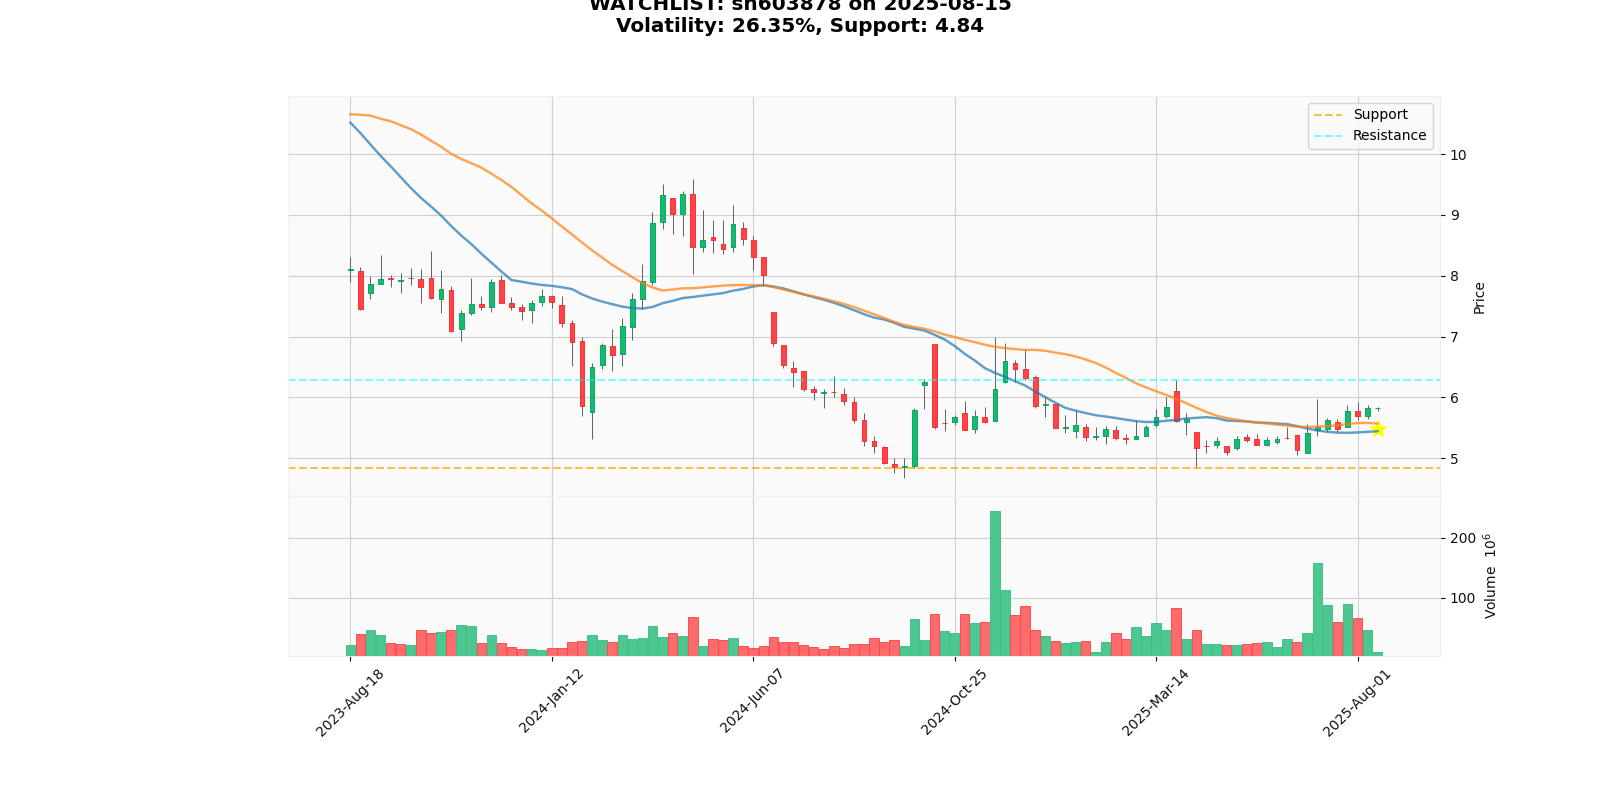 WATCHLIST: sh603878 on 2025-08-15
Volatility: 26.35%, Support: 4.84
Support
Resistance
10
9
8
7
6
5
Price
200
100
Volume 10⁶
2023-Aug-18
2024-Jan-12
2024-Jun-07
2024-Oct-25
2025-Mar-14
2025-Aug-01